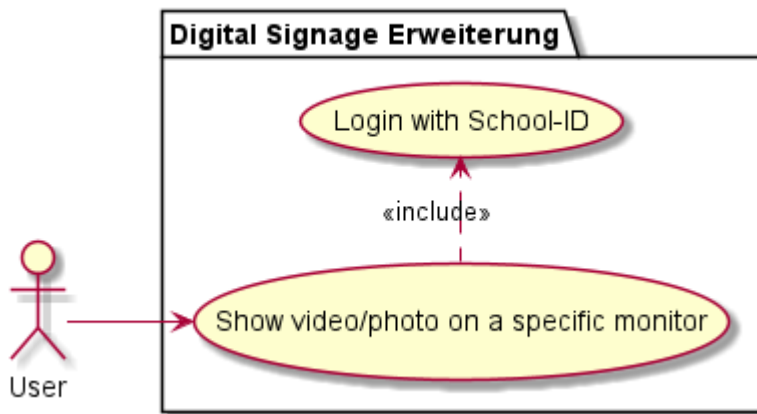 Digital Signage Erweiterung
Login with School-ID
«include»
Show video/photo on a specific monitor
User